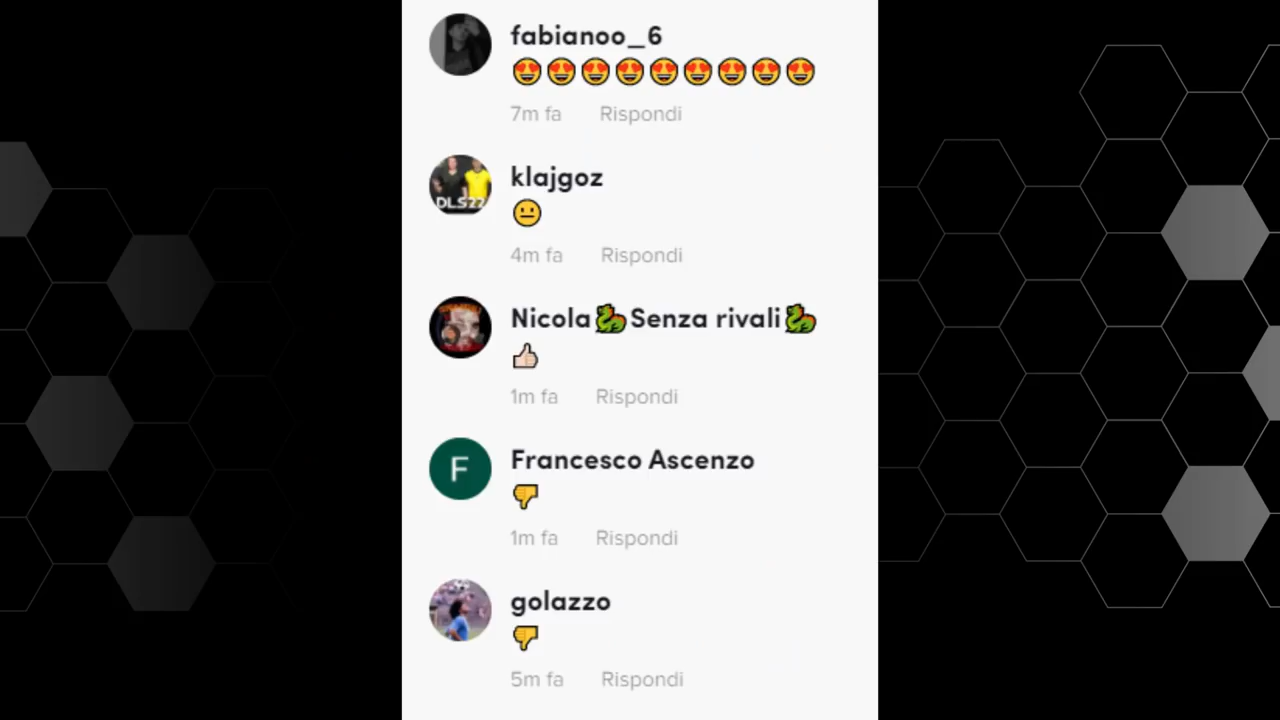 fabianoo_6
😍😍😍😍😍😍😍😍😍
7m fa Rispondi
DLS22
klajgoz
😐
4m fa Rispondi
Nicola🐉Senza rivali🐉
👍🏻
1m fa Rispondi
F
Francesco Ascenzo
👎
1m fa Rispondi
golazzo
👎
5m fa Rispondi